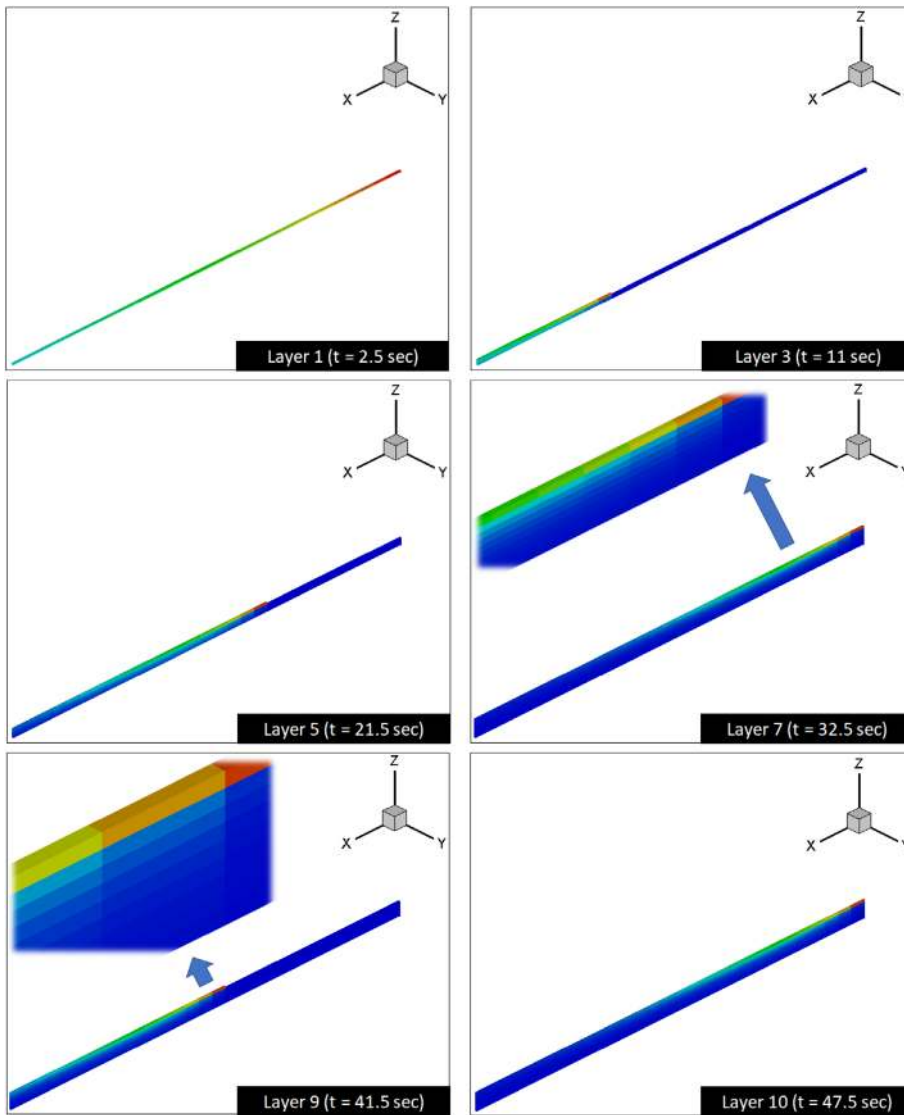 Z
X
Y
Layer 1 (t = 2.5 sec)
Z
X
Layer 3 (t = 11 sec)
Z
X
Y
Layer 5 (t = 21.5 sec)
Z
X
Layer 7 (t = 32.5 sec)
Z
X
Y
Layer 9 (t = 41.5 sec)
Z
X
Layer 10 (t = 47.5 sec)